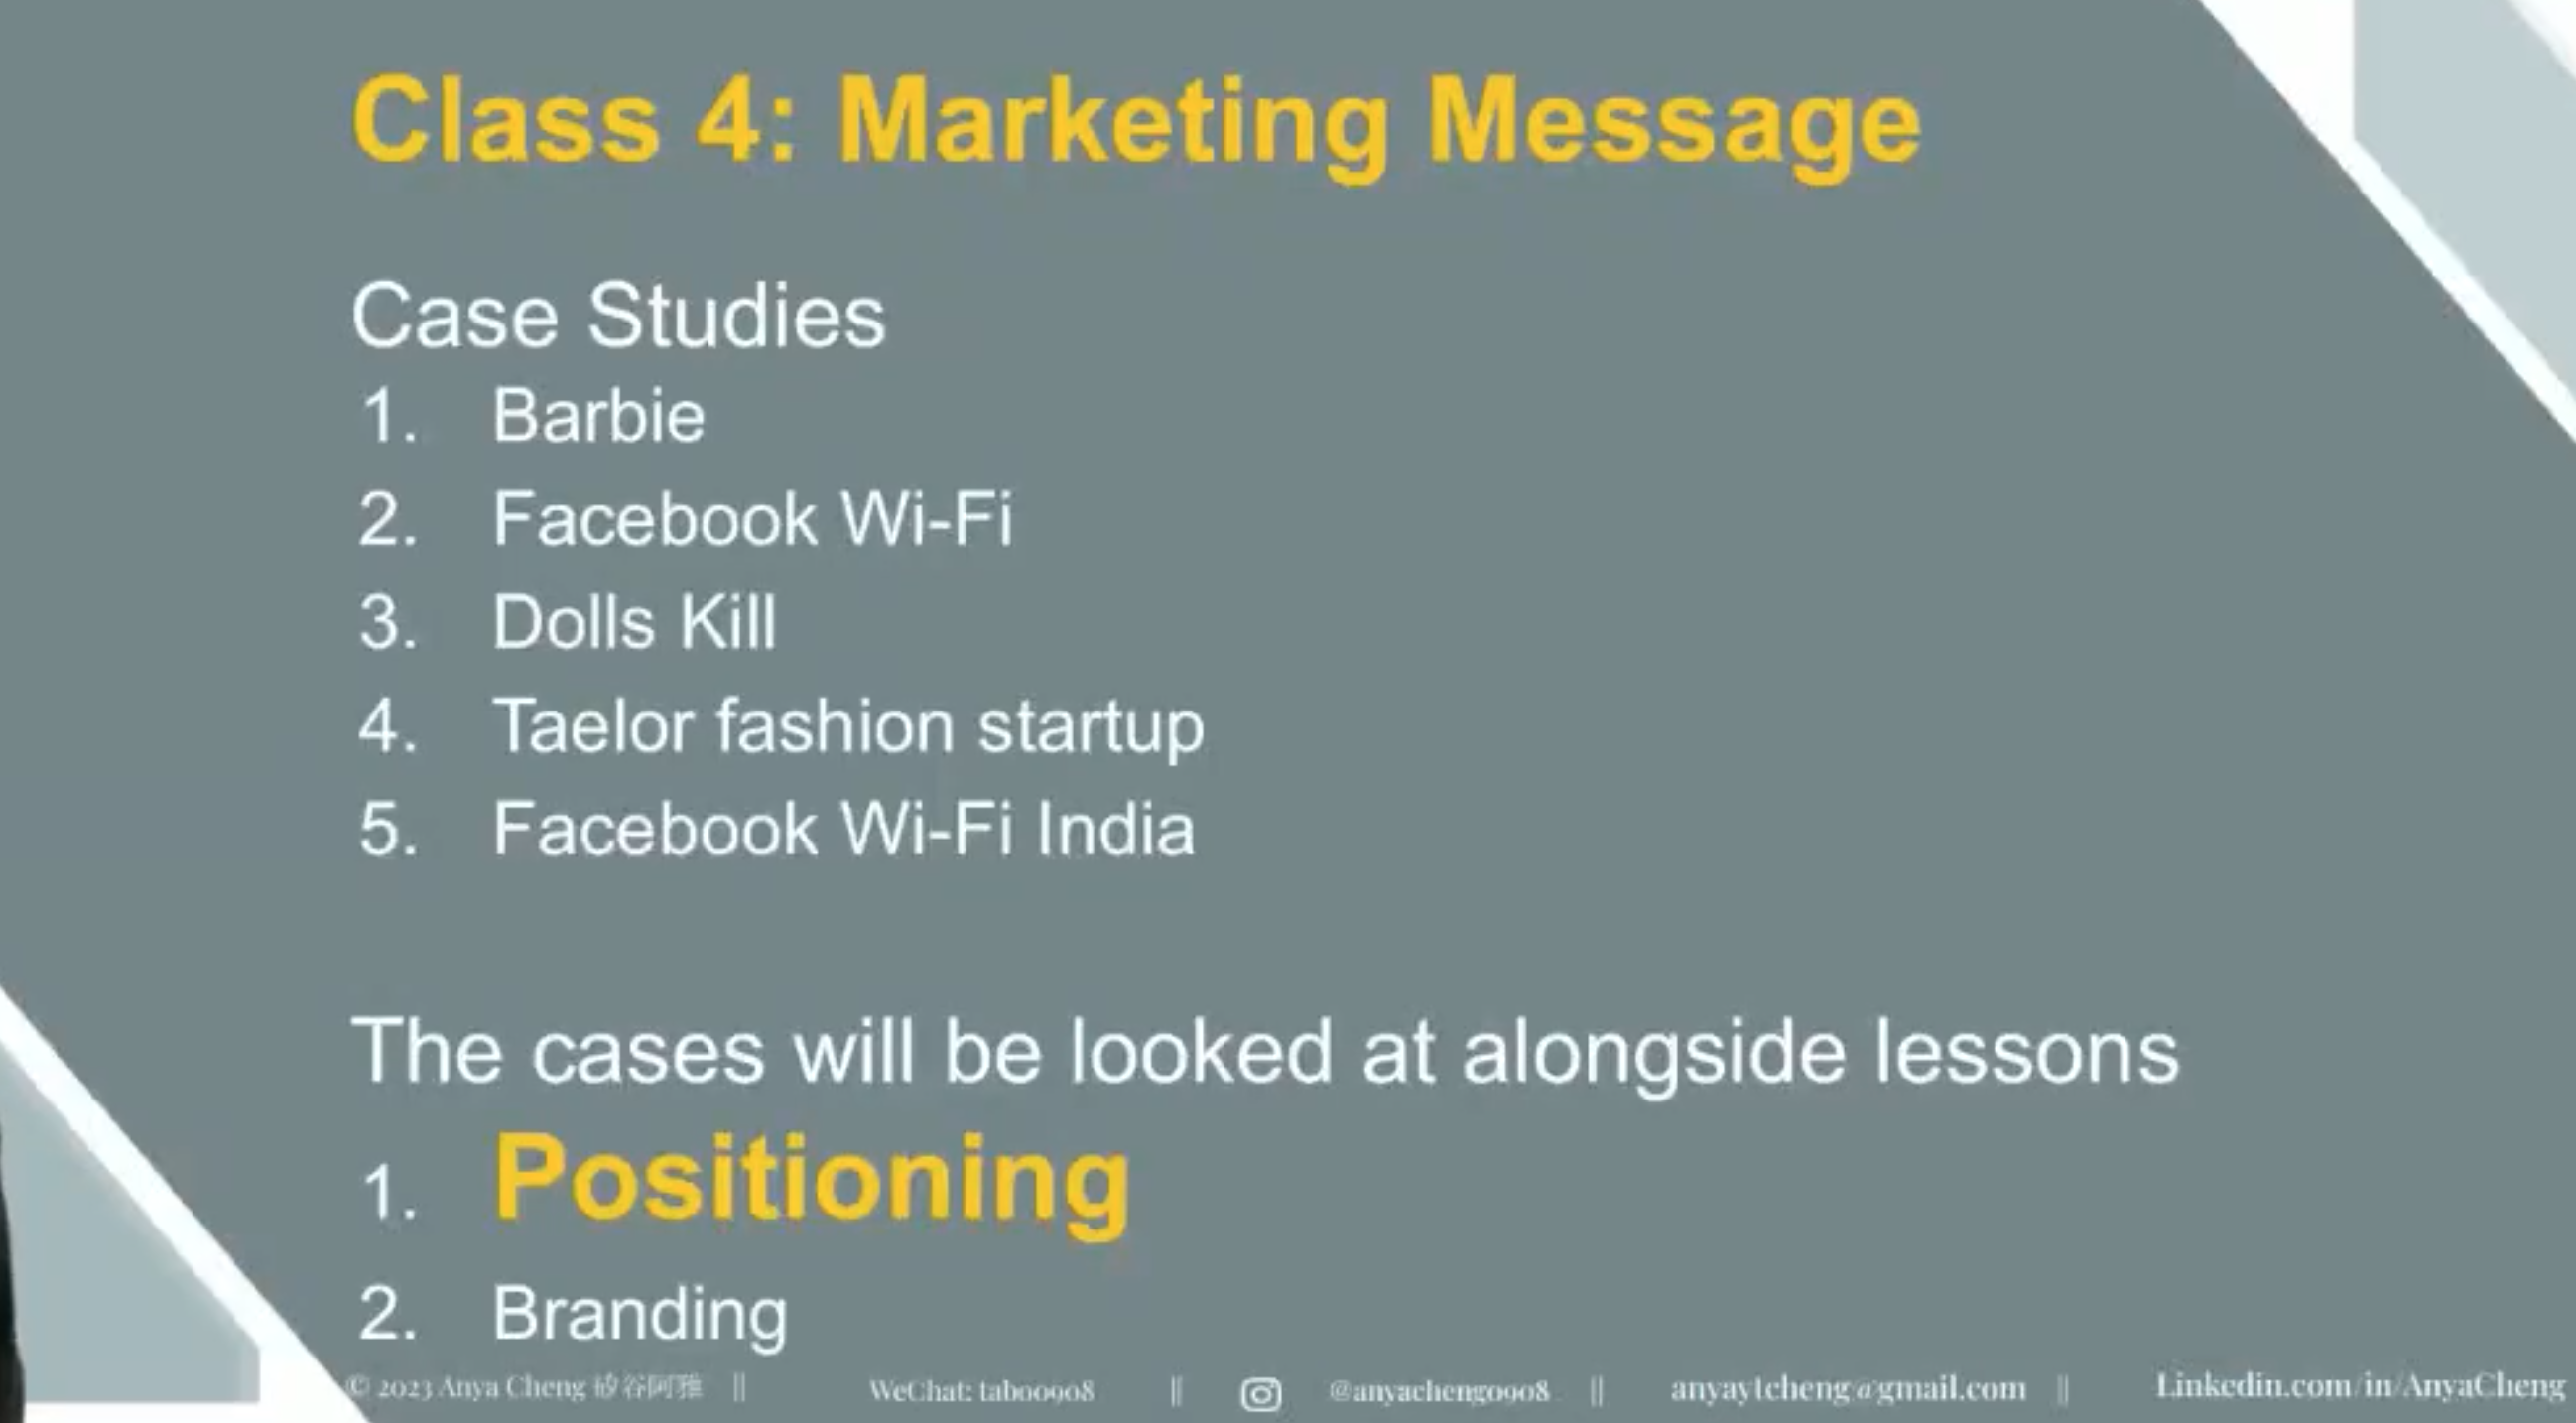 Class 4: Marketing Message
Case Studies
1. Barbie
2. Facebook Wi-Fi
3. Dolls Kill
4. Taelor fashion startup
5. Facebook Wi-Fi India
The cases will be looked at alongside lessons
1. Positioning
2. Branding
© 2023 Anya Cheng 矽谷阿雅 || WeChat: tab00908 || @anyacheng0908 || anyaytcheng@gmail.com || Linkedin.com/in/AnyaCheng